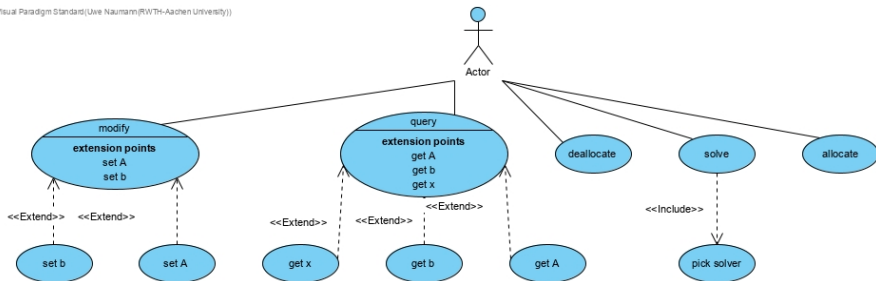 Visual Paradigm Standard(Uwe Naumann(RWTH-Aachen University))
Actor
modify
extension points
set A
set b
query
extension points
get A
get b
get x
deallocate
solve
allocate
<<Extend>>
<<Extend>>
<<Extend>>
<<Extend>>
<<Extend>>
<<Include>>
set b
set A
get x
get b
get A
pick solver